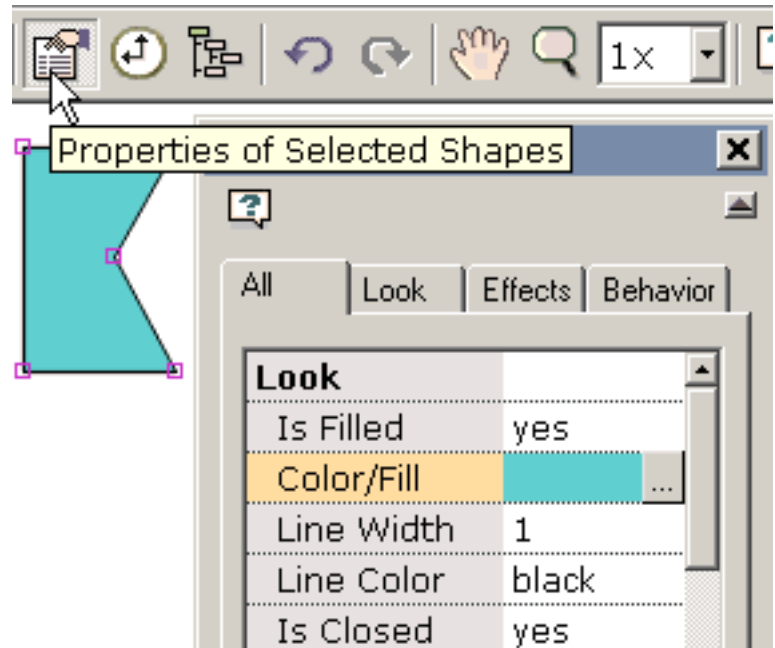 1×
Properties of Selected Shapes
?
All Look Effects Behavior
Look
Is Filled yes
Color/Fill ...
Line Width 1
Line Color black
Is Closed yes